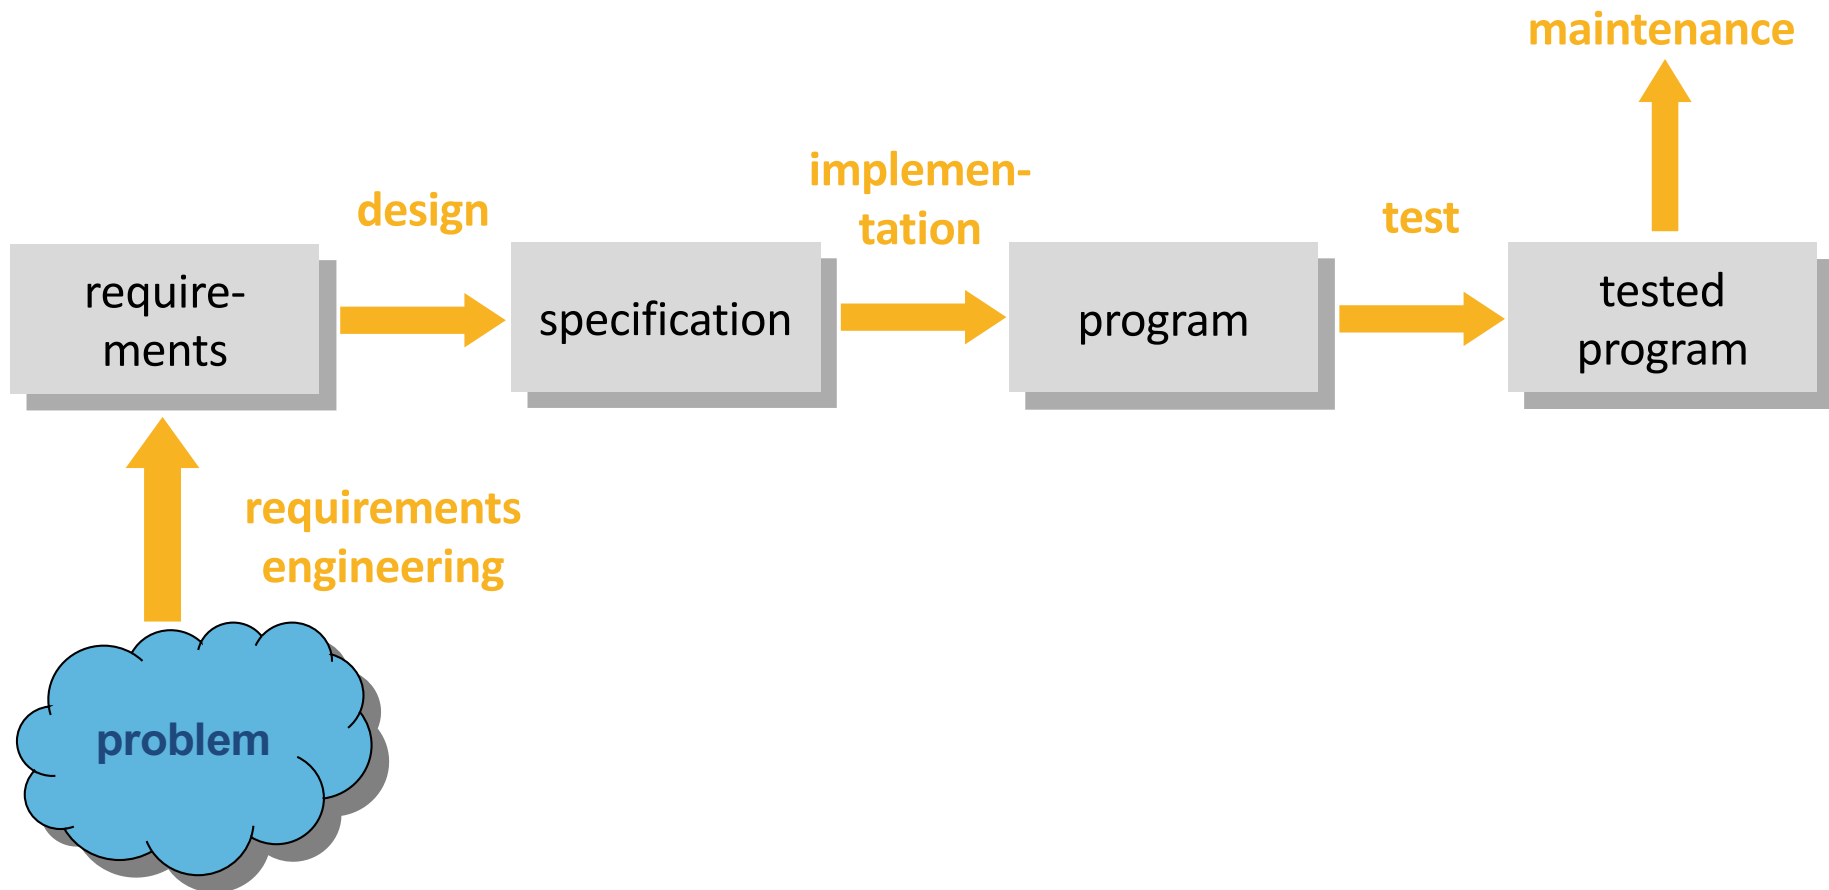 maintenance
implemen-
tation
design
test
require-
ments
specification
program
tested
program
requirements
engineering
problem